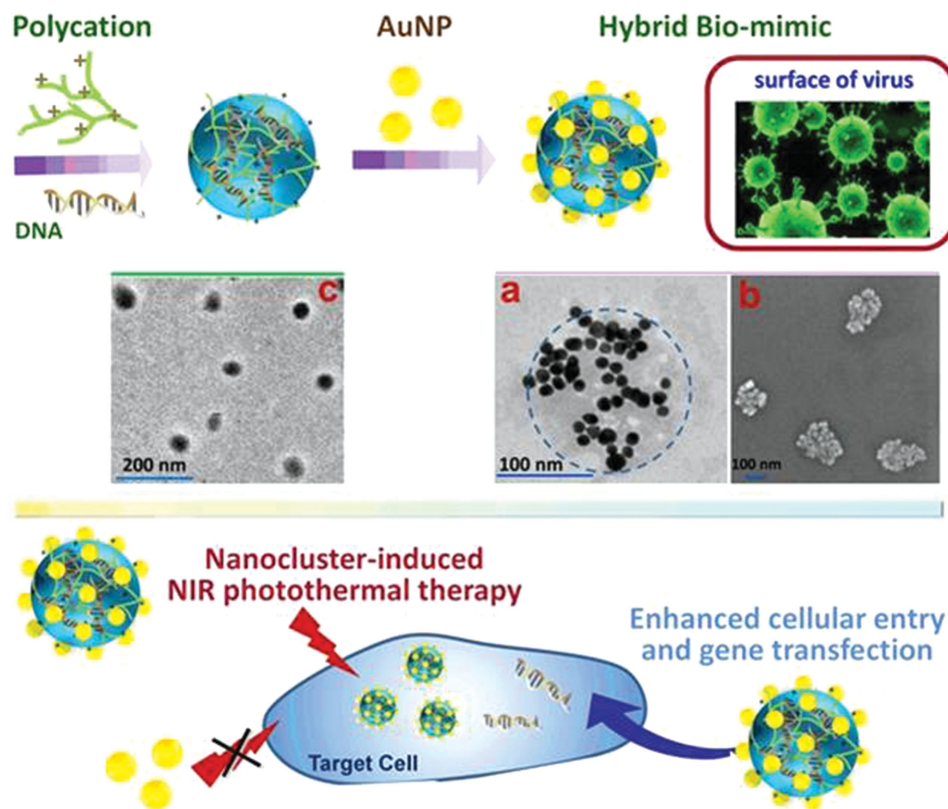 Polycation
AuNP
Hybrid Bio-mimic
surface of virus
DNA
c
200 nm
a
100 nm
b
100 nm
Nanocluster-induced
NIR photothermal therapy
Enhanced cellular entry
and gene transfection
Target Cell